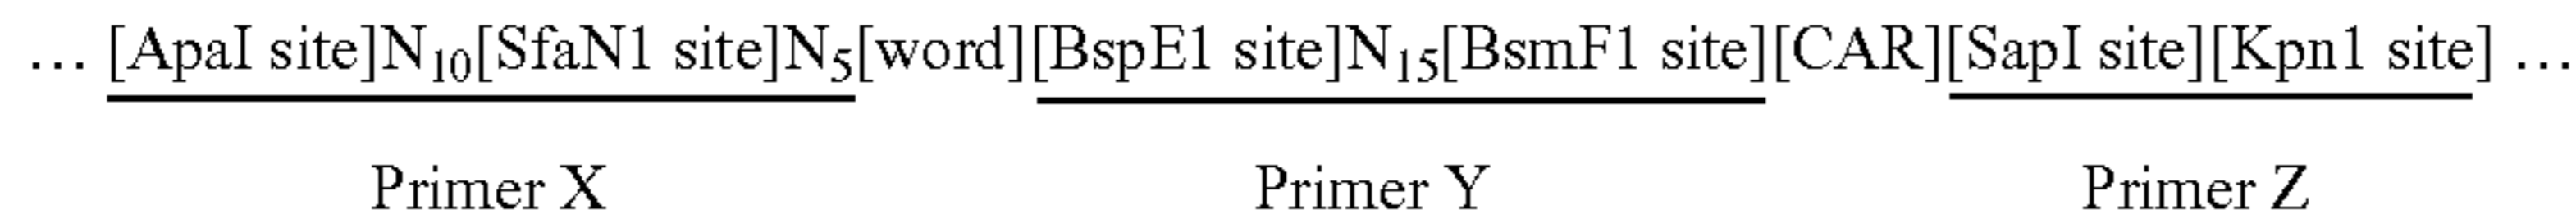 ... [ApaI site]N10[SfaN1 site]N5[word][BspE1 site]N15[BsmF1 site][CAR][SapI site][Kpn1 site] ...
Primer X Primer Y Primer Z